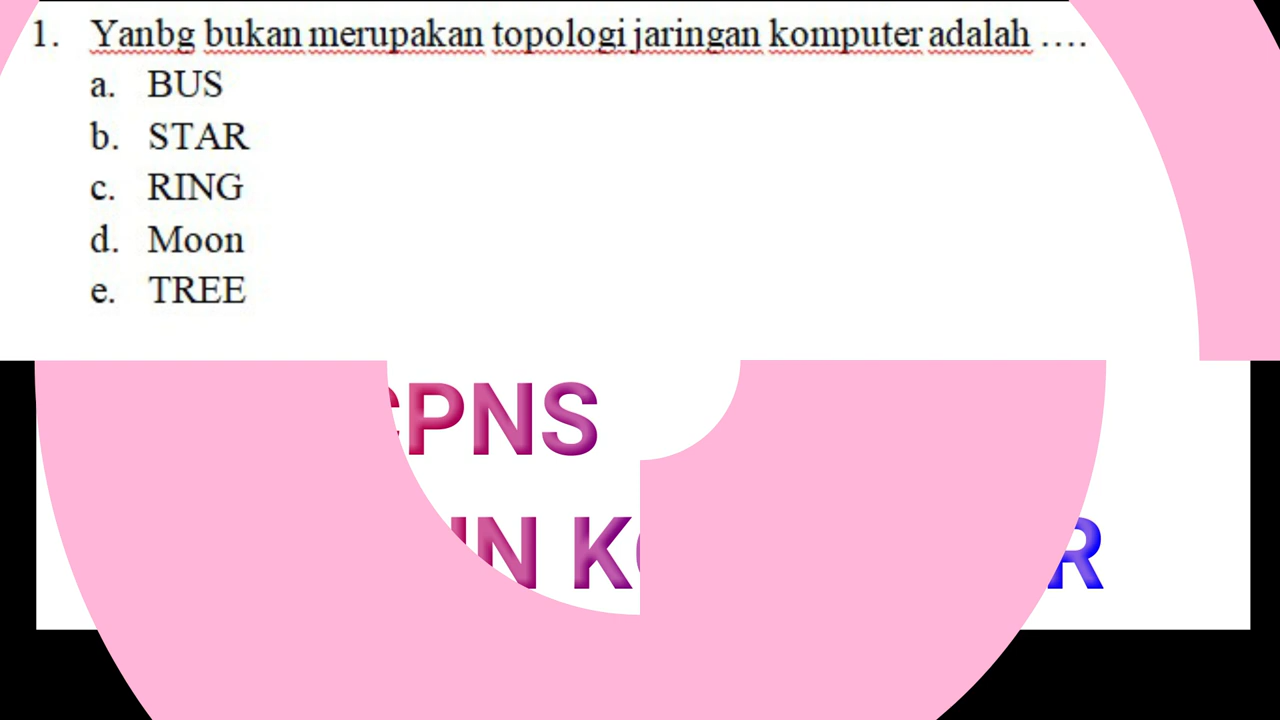 1. Yanbg bukan merupakan topologi jaringan komputer adalah ….
a. BUS
b. STAR
c. RING
d. Moon
e. TREE
CPNS